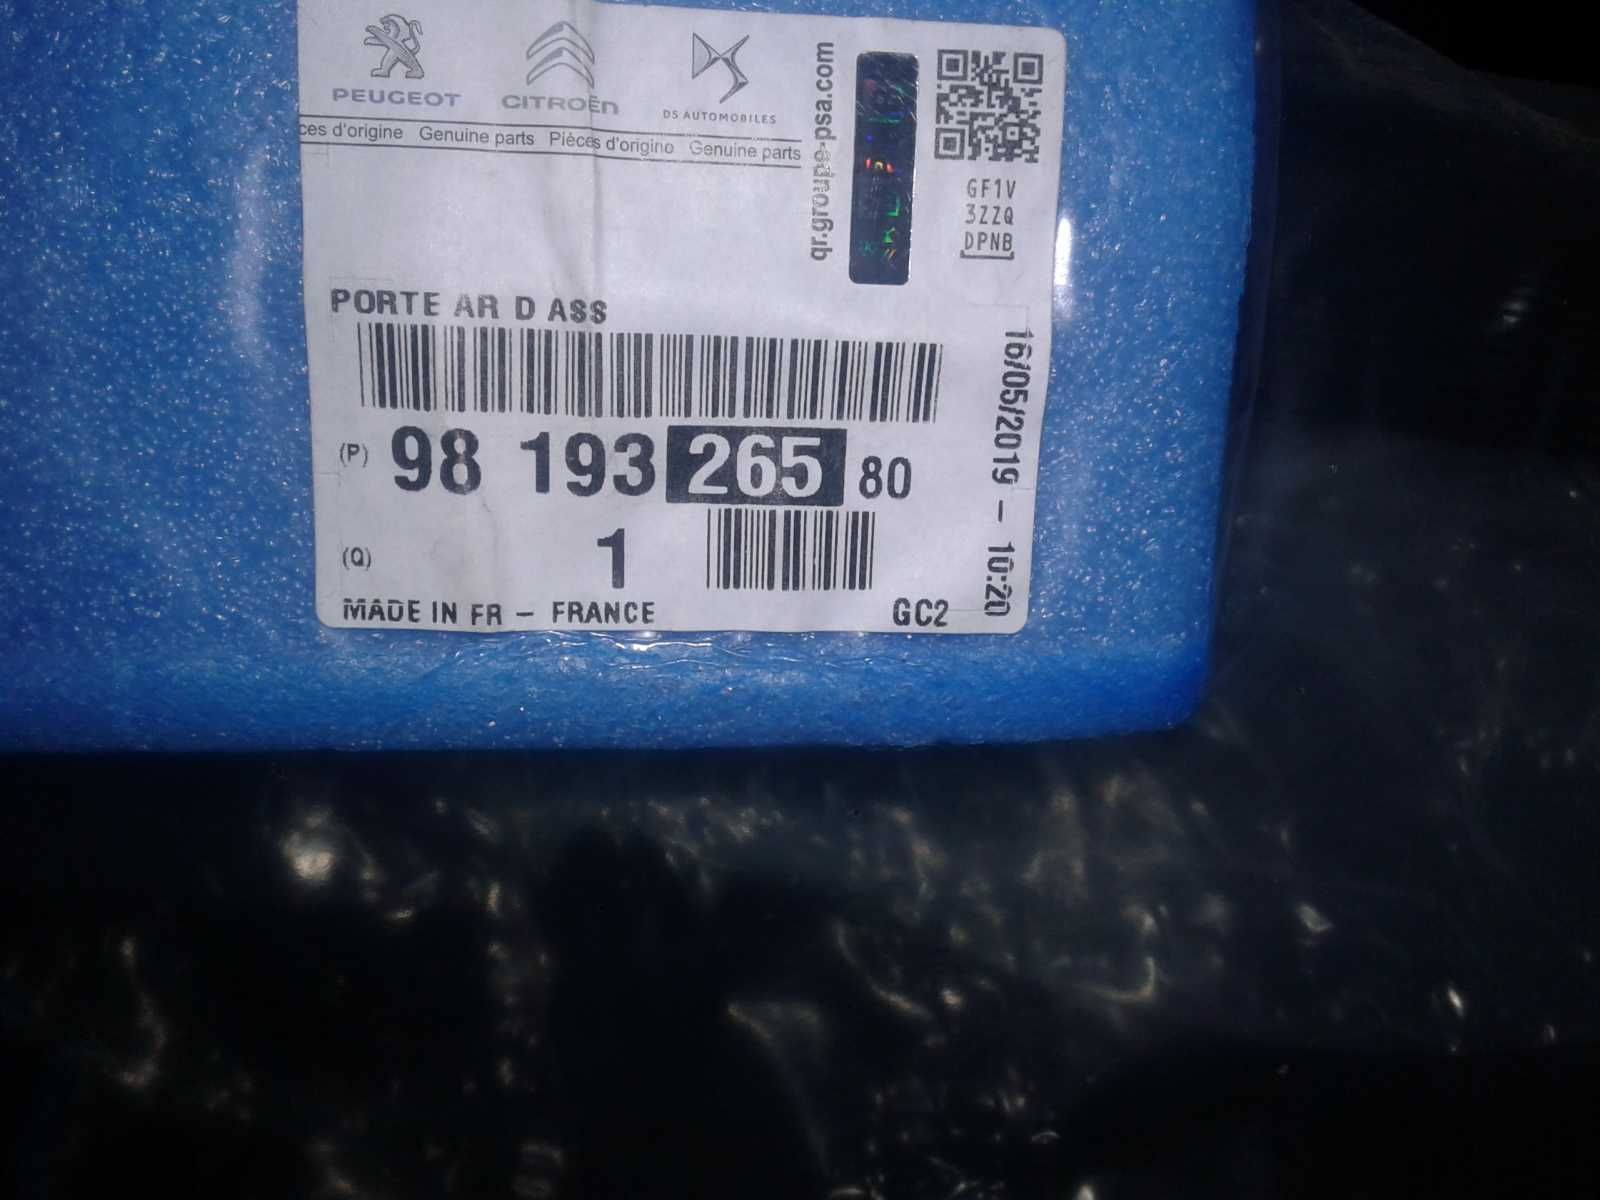 PEUGEOT CITROËN DS AUTOMOBILES
ces d'origine Genuine parts Pièces d'origine Genuine parts
qr.groupe-psa.com
GF1V
3ZZQ
DPNB
PORTE AR D ASS
(P) 98 193 265 80
(Q) 1
MADE IN FR - FRANCE GC2
16/05/2019 - 10:20